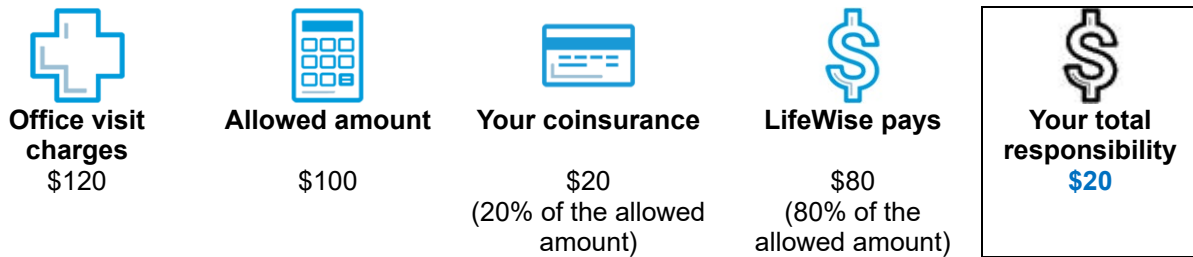 Office visit
charges
$120
Allowed amount
$100
Your coinsurance
$20
(20% of the allowed
amount)
LifeWise pays
$80
(80% of the
allowed amount)
Your total
responsibility
$20